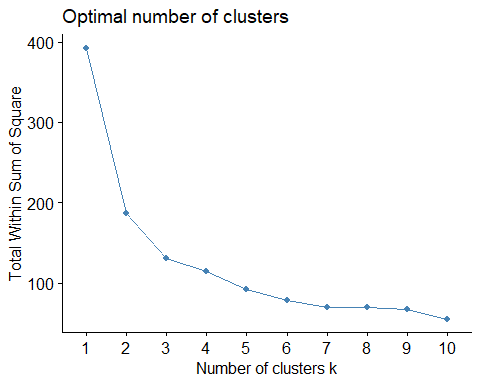 Optimal number of clusters
Total Within Sum of Square
400
300
200
100
1 2 3 4 5 6 7 8 9 10
Number of clusters k